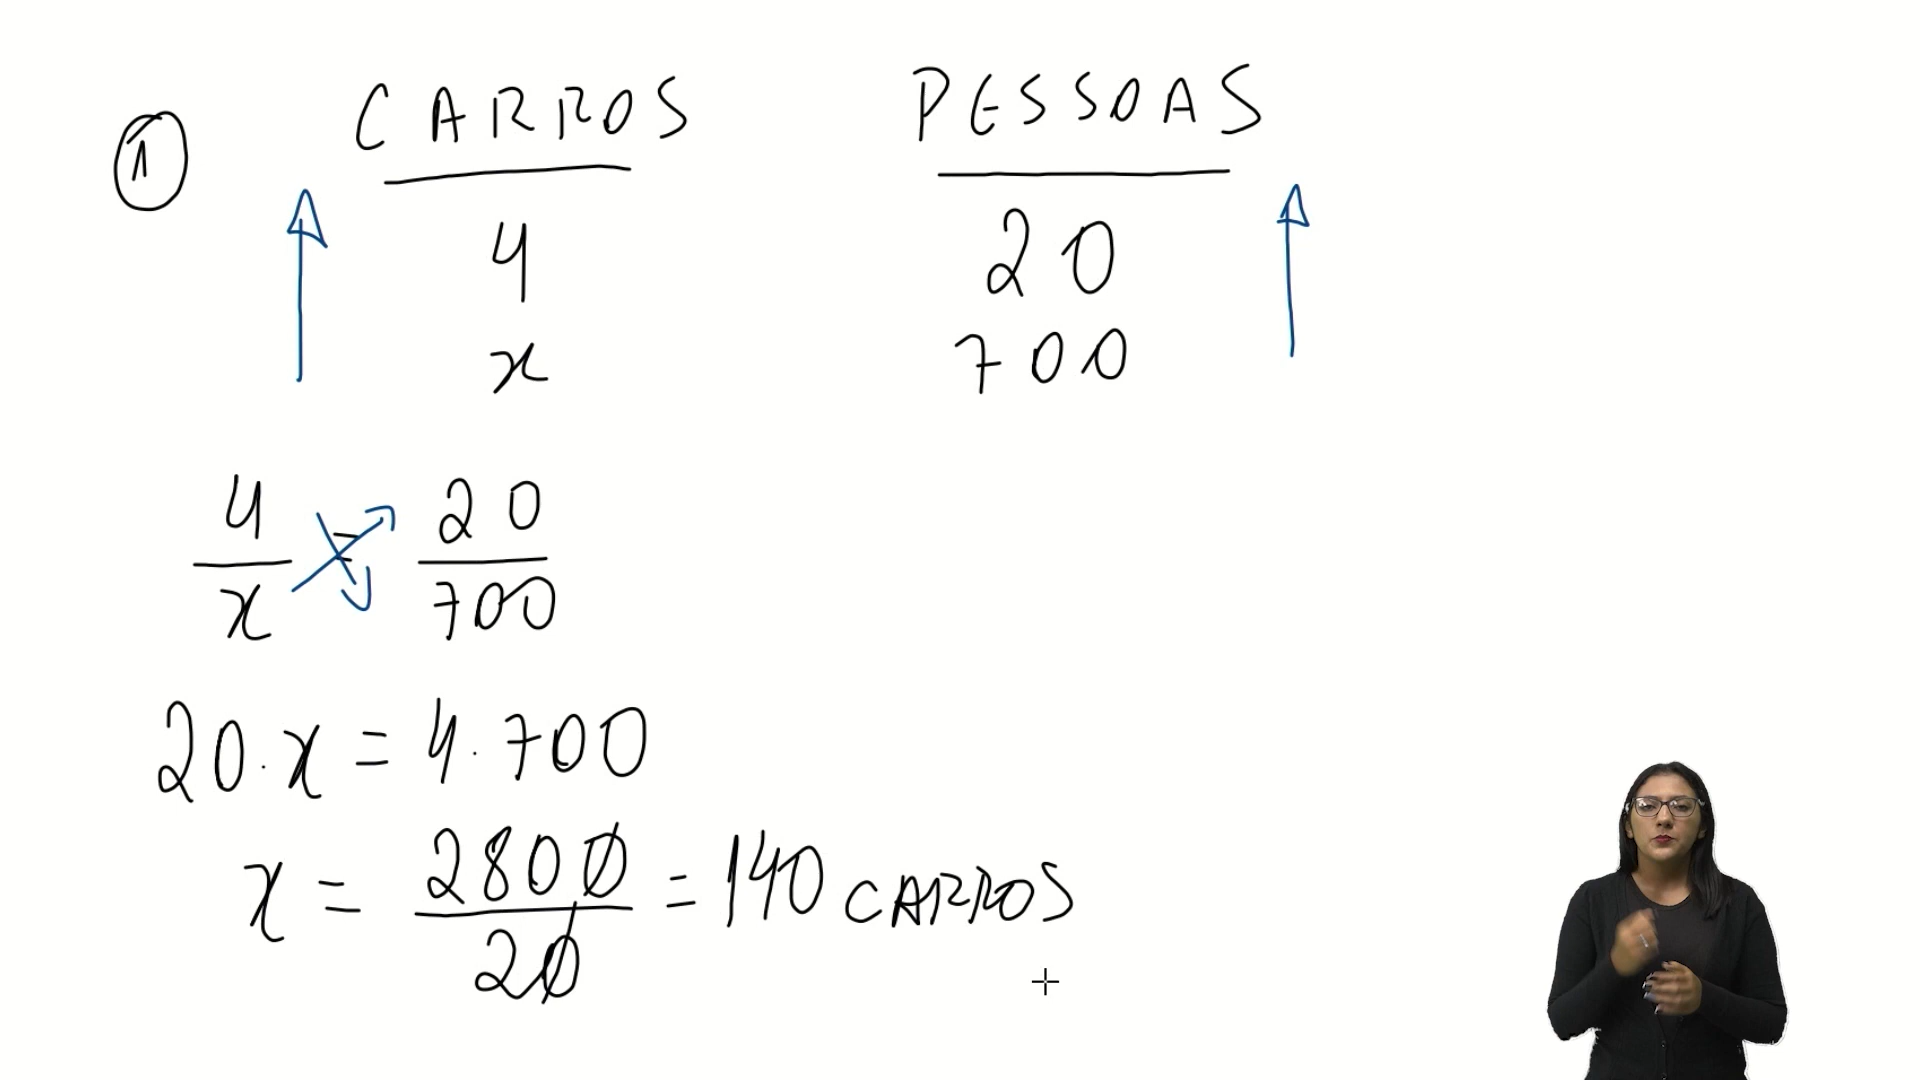 1 CARROS PESSOAS
4 20
x 700
4/x = 20/700
20.x = 4.700
x = 2800/20 = 140 CARROS